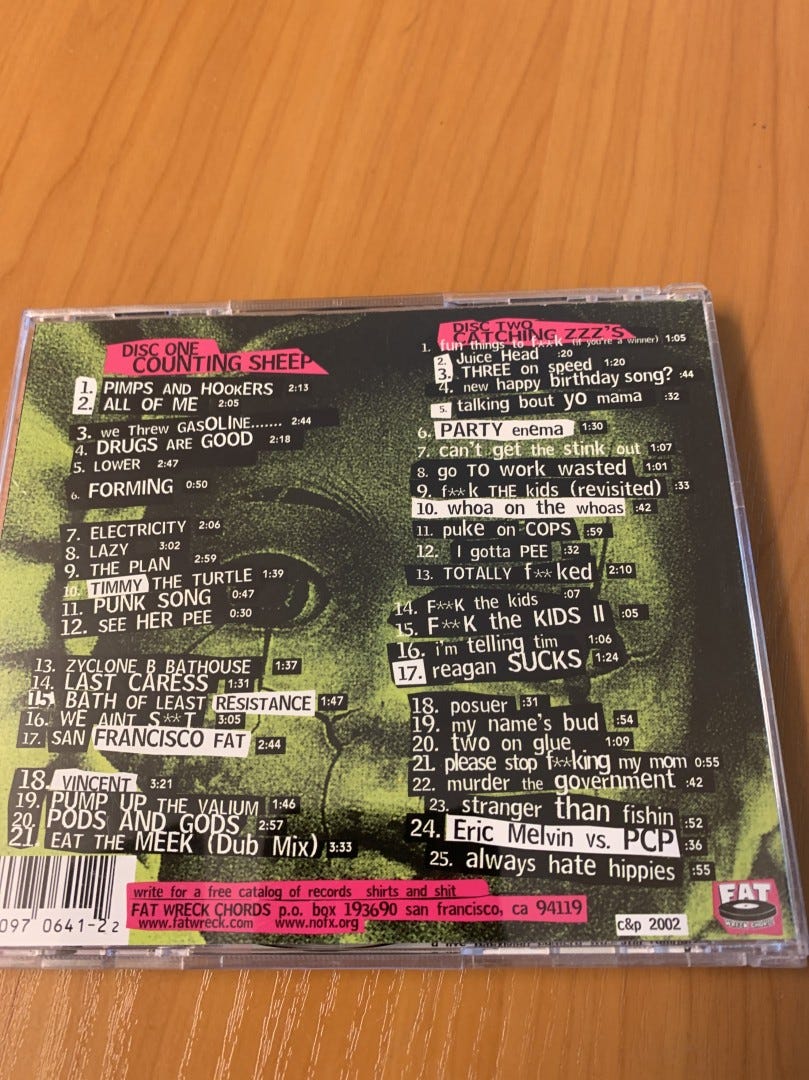 DISC ONE
COUNTING SHEEP
1. PIMPS AND HOOKERS 2:13
2. ALL OF ME 2:05
3. we Threw GASOLINE....... 2:44
4. DRUGS ARE GOOD 2:18
5. LOWER 2:47
6. FORMING 0:50
7. ELECTRICITY 2:06
8. LAZY 3:02
9. THE PLAN 2:59
10. TIMMY THE TURTLE 1:39
11. PUNK SONG 0:47
12. SEE HER PEE 0:30
13. ZYCLONE B BATHOUSE 1:37
14. LAST CARESS 1:31
15. BATH OF LEAST RESISTANCE 1:47
16. WE AINT S**T 3:05
17. SAN FRANCISCO FAT 2:44
18. VINCENT 3:21
19. PUMP UP THE VALIUM 1:46
20. PODS AND GODS 2:57
21. EAT THE MEEK (Dub Mix) 3:33
DISC TWO
CATCHING ZZZ'S
1. fun things to f**k (if you're a winner) 1:05
2. Juice Head :20
3. THREE on speed 1:20
4. new happy birthday song? :44
5. talking bout yo mama :32
6. PARTY enema 1:30
7. can't get the stink out 1:07
8. go TO work wasted 1:01
9. f**k THE kids (revisited) :33
10. whoa on the whoas :42
11. puke on COPS :59
12. I gotta PEE :32
13. TOTALLY f**ked 2:10
14. F**K the kids :07
15. F**K the KIDS II :05
16. i'm telling tim 1:06
17. reagan SUCKS 1:24
18. posuer :31
19. my name's bud :54
20. two on glue 1:09
21. please stop f**king my mom 0:55
22. murder the government :42
23. stranger than fishin :52
24. Eric Melvin vs. PCP :36
25. always hate hippies :55
097 0641-2 2
write for a free catalog of records shirts and shit
FAT WRECK CHORDS p.o. box 193690 san francisco, ca 94119
www.fatwreck.com www.nofx.org
c&p 2002
FAT
WRECK CHORDS